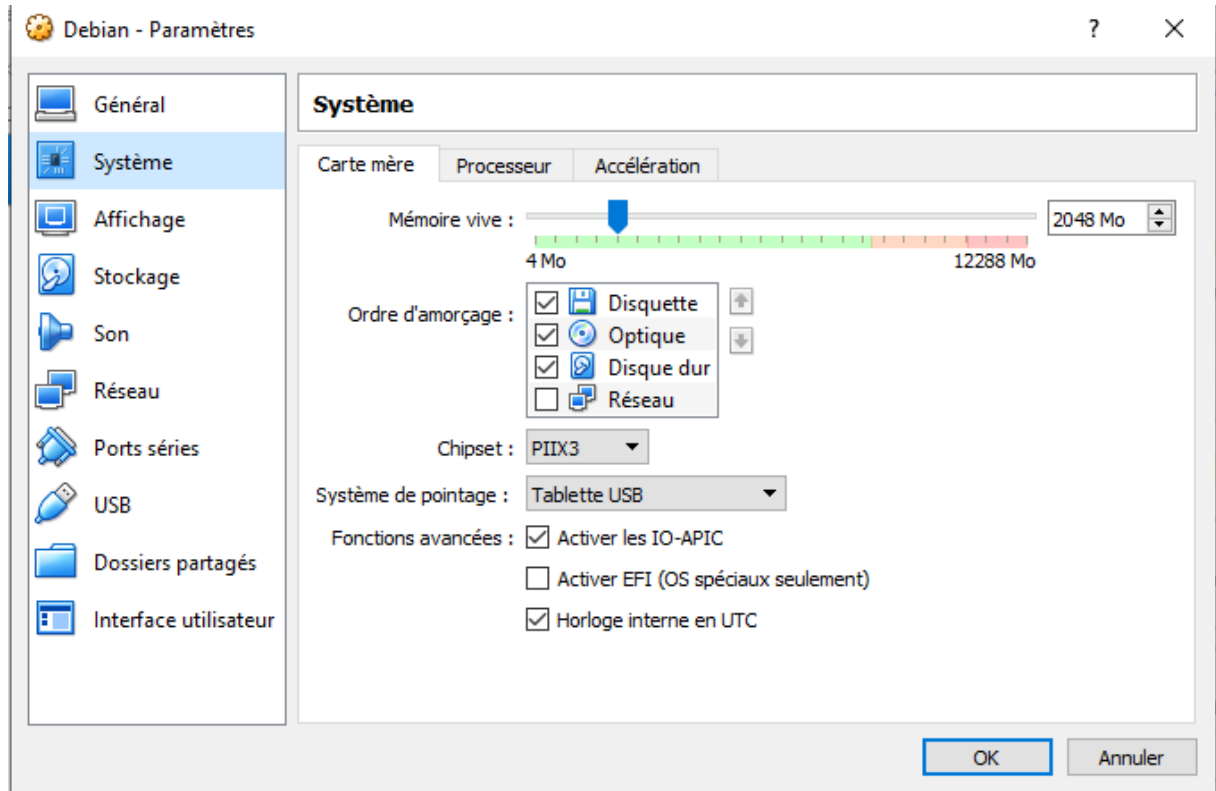 Debian - Paramètres ?
Général
Système
Affichage
Stockage
Son
Réseau
Ports séries
USB
Dossiers partagés
Interface utilisateur
Système
Carte mère Processeur Accélération
Mémoire vive : 2048 Mo
4 Mo 12288 Mo
Ordre d'amorçage : Disquette
Optique
Disque dur
Réseau
Chipset : PIIX3
Système de pointage : Tablette USB
Fonctions avancées : Activer les IO-APIC
Activer EFI (OS spéciaux seulement)
Horloge interne en UTC
OK Annuler